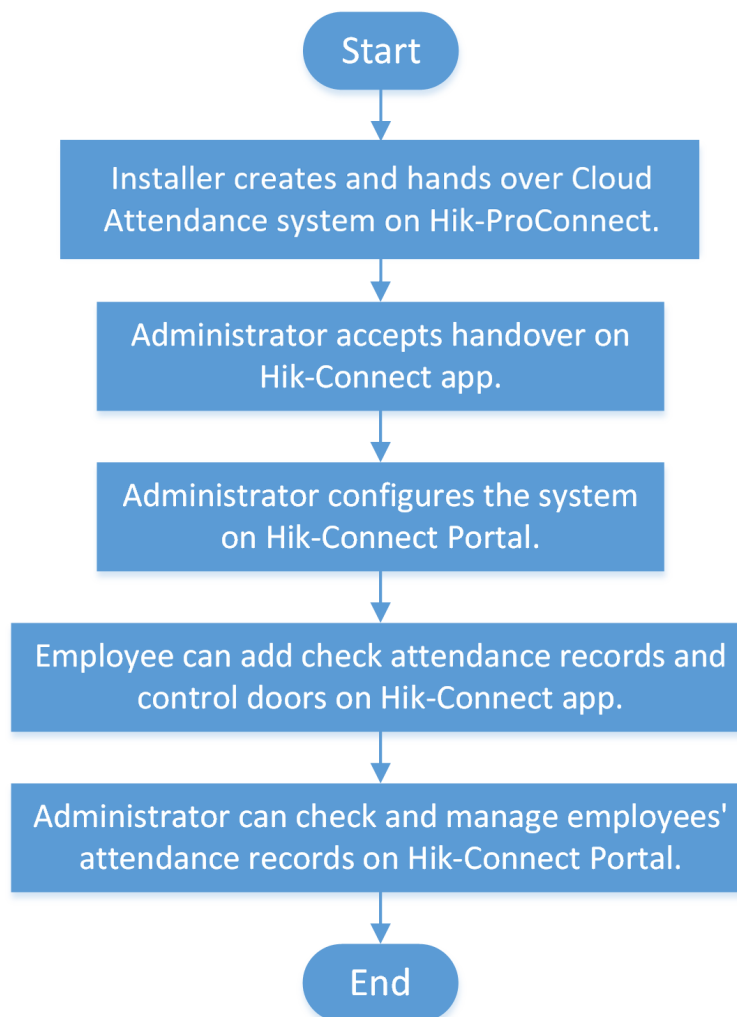 Start
Installer creates and hands over Cloud
Attendance system on Hik-ProConnect.
Administrator accepts handover on
Hik-Connect app.
Administrator configures the system
on Hik-Connect Portal.
Employee can add check attendance records and
control doors on Hik-Connect app.
Administrator can check and manage employees'
attendance records on Hik-Connect Portal.
End